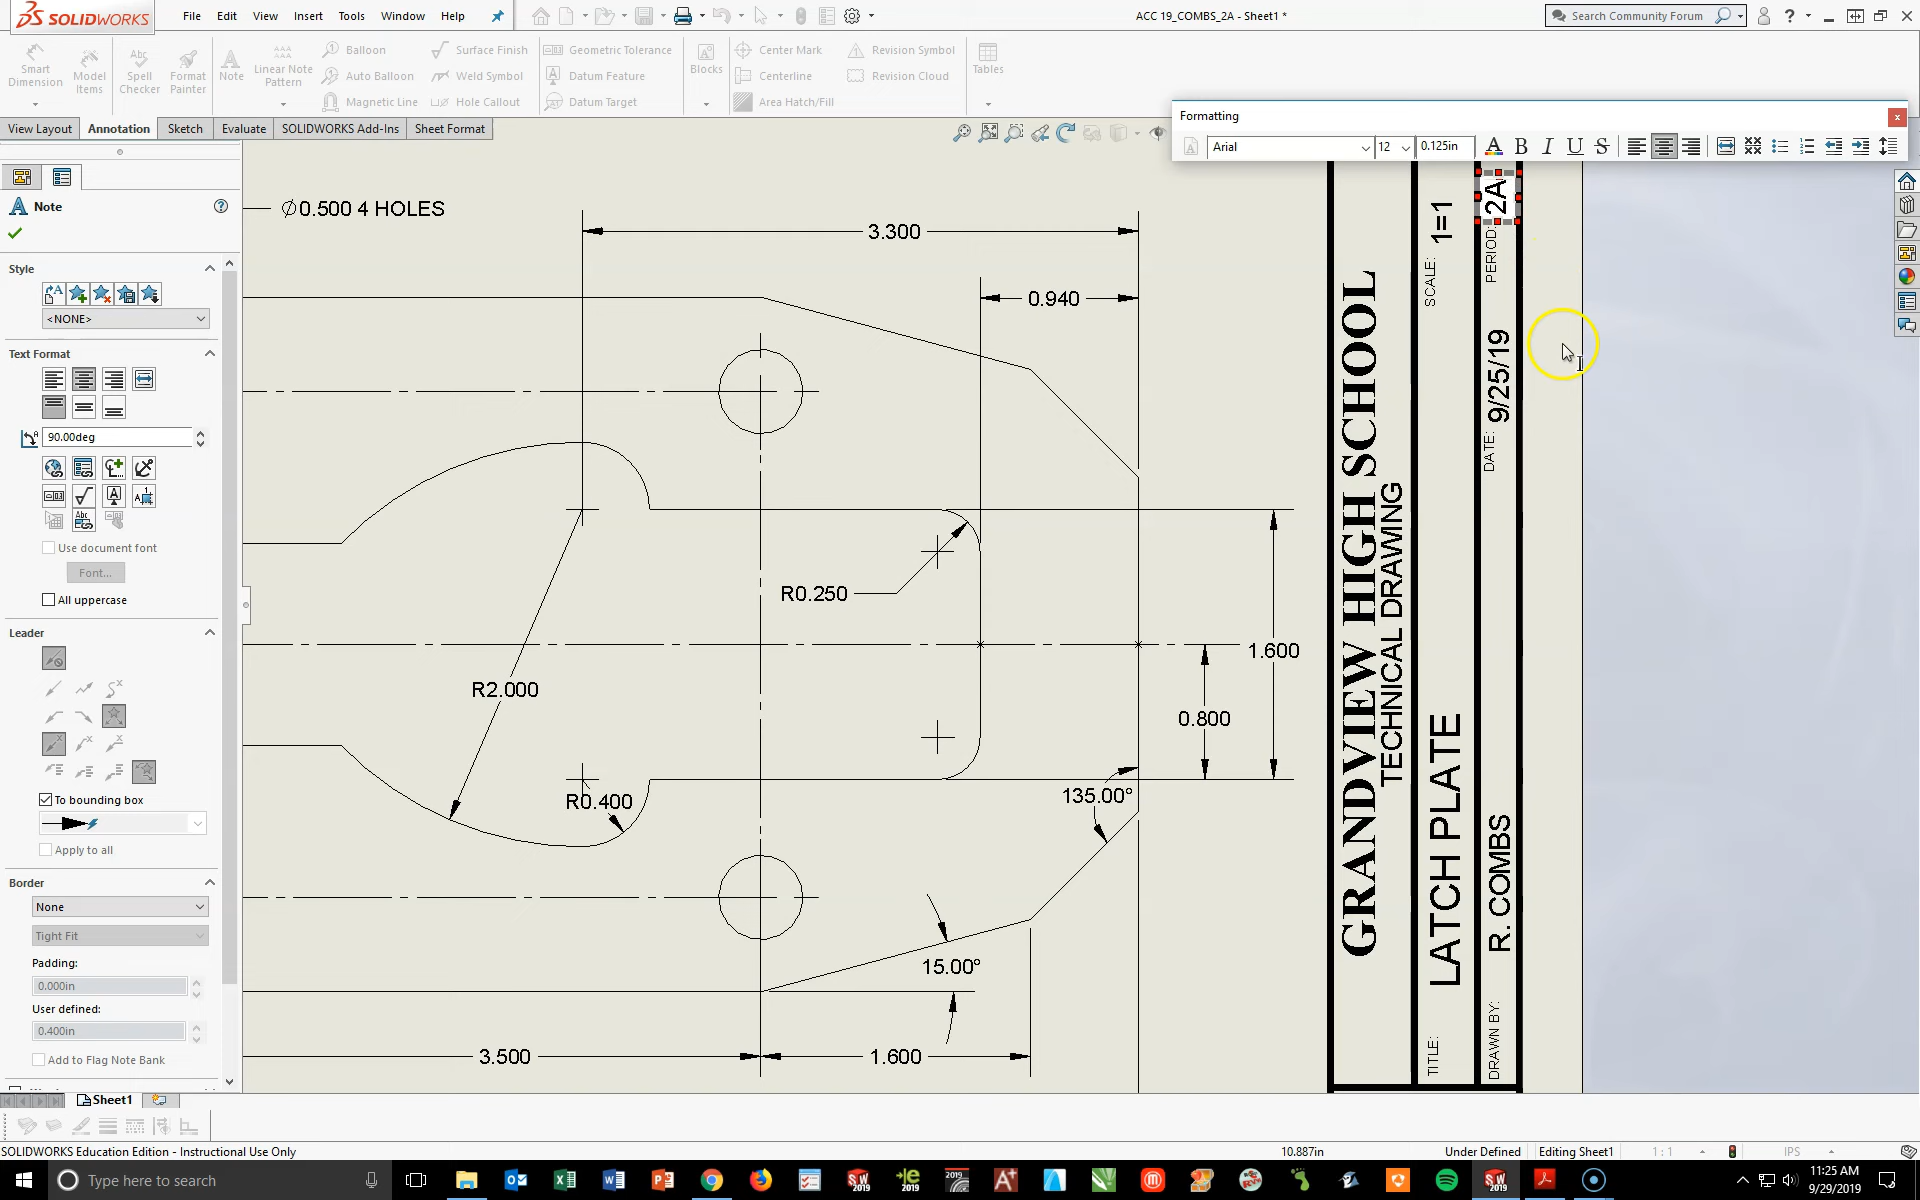 SOLIDWORKS
File Edit View Insert Tools Window Help
ACC 19_COMBS_2A - Sheet1 *
Search Community Forum
Smart Dimension
Model Items
Spell Checker
Format Painter
Note
Linear Note Pattern
Balloon
Auto Balloon
Magnetic Line
Surface Finish
Weld Symbol
Hole Callout
Geometric Tolerance
Datum Feature
Datum Target
Blocks
Center Mark
Centerline
Area Hatch/Fill
Revision Symbol
Revision Cloud
Tables
View Layout Annotation Sketch Evaluate SOLIDWORKS Add-Ins Sheet Format
Formatting
Arial 12 0.125in
Note
Style
<NONE>
Text Format
90.00deg
Use document font
Font...
All uppercase
Leader
To bounding box
Apply to all
Border
None
Tight Fit
Padding:
0.000in
User defined:
0.400in
Add to Flag Note Bank
Ø0.500 4 HOLES
3.300
0.940
R0.250
R2.000
R0.400
1.600
0.800
135.00°
15.00°
3.500
1.600
GRANDVIEW HIGH SCHOOL
TECHNICAL DRAWING
TITLE: LATCH PLATE SCALE: 1=1
DRAWN BY: R. COMBS DATE: 9/25/19 PERIOD: 2A
Sheet1
SOLIDWORKS Education Edition - Instructional Use Only
10.887in Under Defined Editing Sheet1 1 : 1 IPS
Type here to search
11:25 AM
9/29/2019